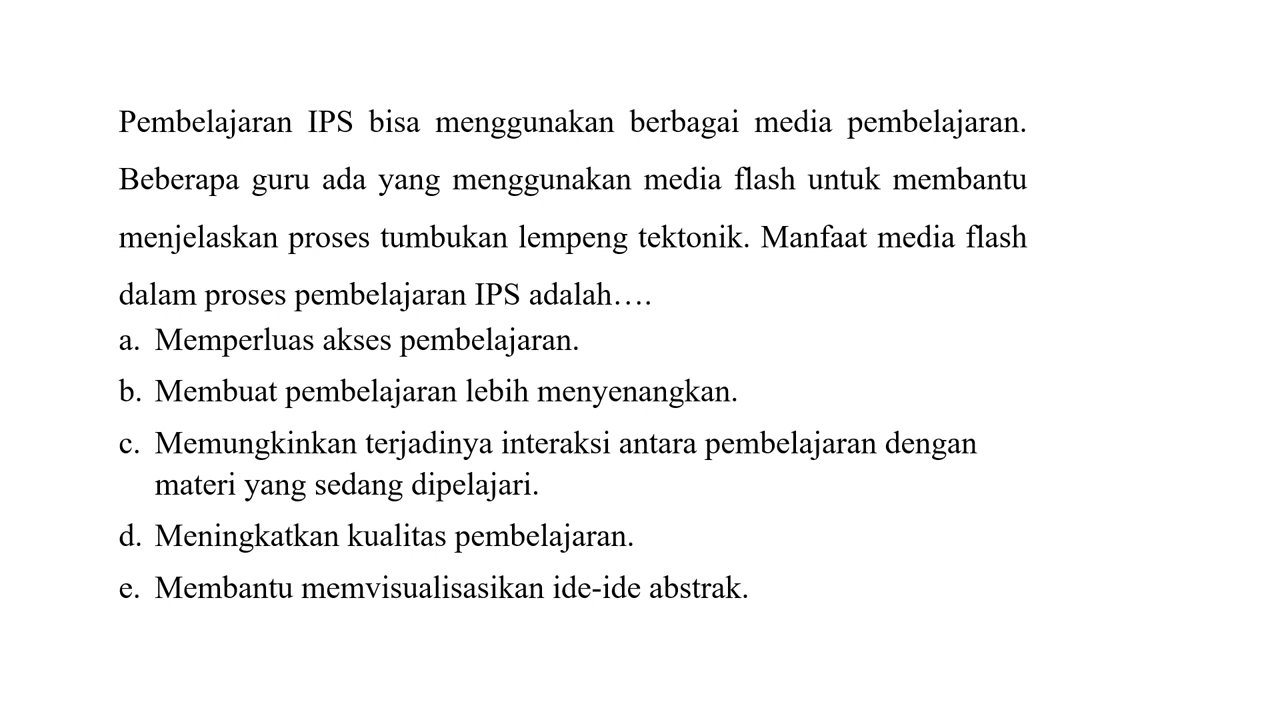 Pembelajaran IPS bisa menggunakan berbagai media pembelajaran.
Beberapa guru ada yang menggunakan media flash untuk membantu
menjelaskan proses tumbukan lempeng tektonik. Manfaat media flash
dalam proses pembelajaran IPS adalah….
a. Memperluas akses pembelajaran.
b. Membuat pembelajaran lebih menyenangkan.
c. Memungkinkan terjadinya interaksi antara pembelajaran dengan
materi yang sedang dipelajari.
d. Meningkatkan kualitas pembelajaran.
e. Membantu memvisualisasikan ide-ide abstrak.